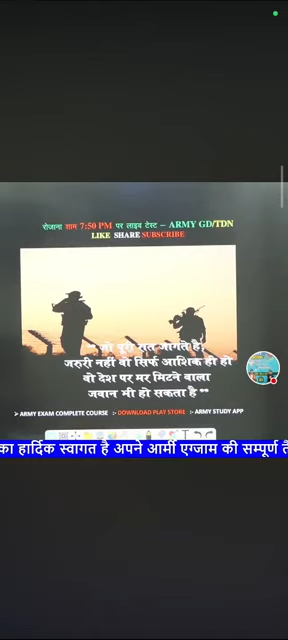 रोजाना शाम 7:50 PM पर लाइव टेस्ट – ARMY GD/TDN
LIKE SHARE SUBSCRIBE
" जो पूरी रात जागते है,
जरुरी नहीं वो सिर्फ आशिक ही हो
वो देश पर मर मिटने वाला
जवान भी हो सकता है "
:- ARMY EXAM COMPLETE COURSE :- DOWNLOAD PLAY STORE :- ARMY STUDY APP
का हार्दिक स्वागत है अपने आर्मी एग्जाम की सम्पूर्ण तै